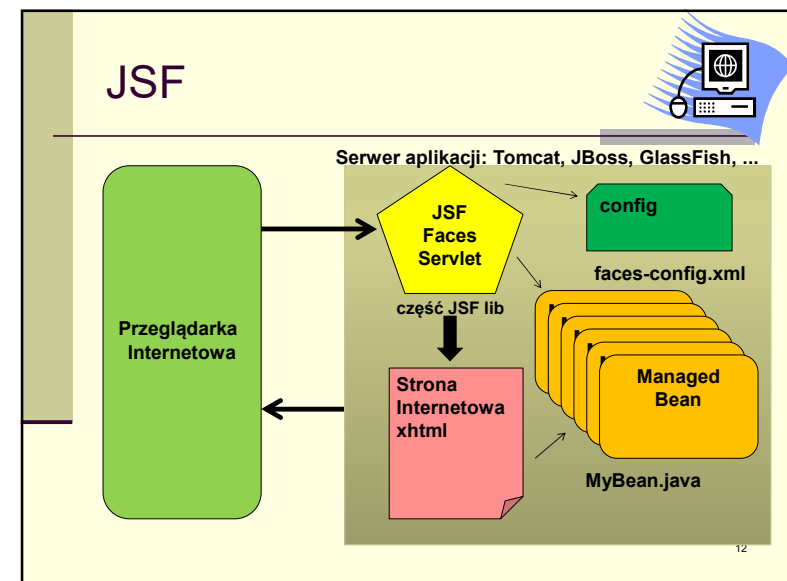 JSF
Serwer aplikacji: Tomcat, JBoss, GlassFish, ...
JSF
Faces
Servlet
część JSF lib
config
faces-config.xml
Przeglądarka
Internetowa
Strona
Internetowa
xhtml
Managed
Bean
MyBean.java
12